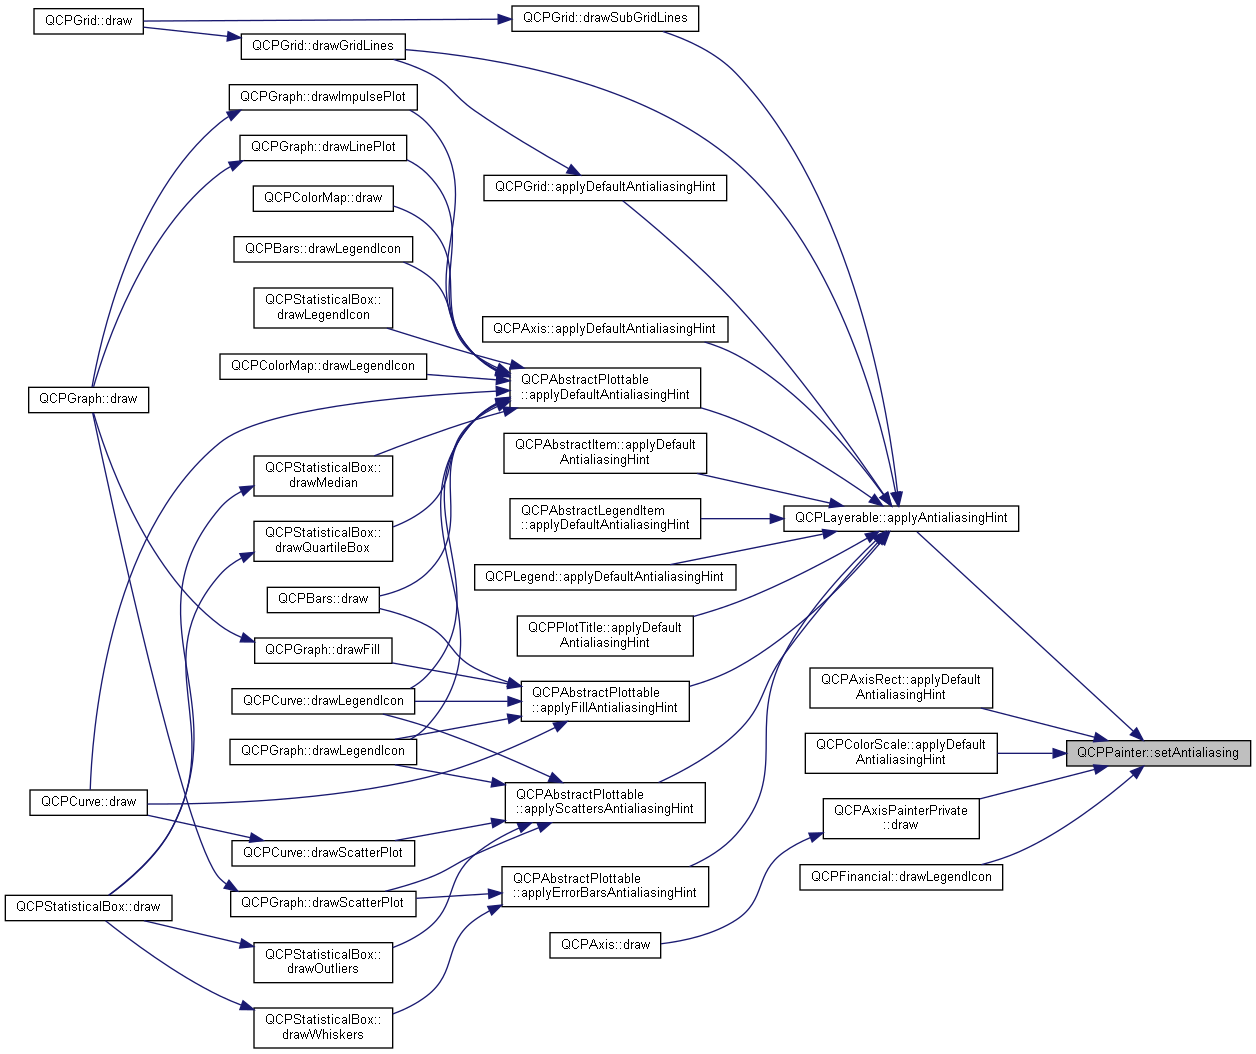 QCPGrid::draw
QCPGrid::drawSubGridLines
QCPGrid::drawGridLines
QCPGraph::drawImpulsePlot
QCPGraph::drawLinePlot
QCPGrid::applyDefaultAntialiasingHint
QCPColorMap::draw
QCPBars::drawLegendIcon
QCPStatisticalBox::
drawLegendIcon
QCPAxis::applyDefaultAntialiasingHint
QCPColorMap::drawLegendIcon
QCPAbstractPlottable
::applyDefaultAntialiasingHint
QCPGraph::draw
QCPAbstractItem::applyDefault
AntialiasingHint
QCPStatisticalBox::
drawMedian
QCPAbstractLegendItem
::applyDefaultAntialiasingHint
QCPLayerable::applyAntialiasingHint
QCPStatisticalBox::
drawQuartileBox
QCPLegend::applyDefaultAntialiasingHint
QCPBars::draw
QCPPlotTitle::applyDefault
AntialiasingHint
QCPGraph::drawFill
QCPAxisRect::applyDefault
AntialiasingHint
QCPCurve::drawLegendIcon
QCPAbstractPlottable
::applyFillAntialiasingHint
QCPGraph::drawLegendIcon
QCPColorScale::applyDefault
AntialiasingHint
QCPPainter::setAntialiasing
QCPCurve::draw
QCPAbstractPlottable
::applyScattersAntialiasingHint
QCPAxisPainterPrivate
::draw
QCPCurve::drawScatterPlot
QCPFinancial::drawLegendIcon
QCPAbstractPlottable
::applyErrorBarsAntialiasingHint
QCPStatisticalBox::draw
QCPGraph::drawScatterPlot
QCPAxis::draw
QCPStatisticalBox::
drawOutliers
QCPStatisticalBox::
drawWhiskers